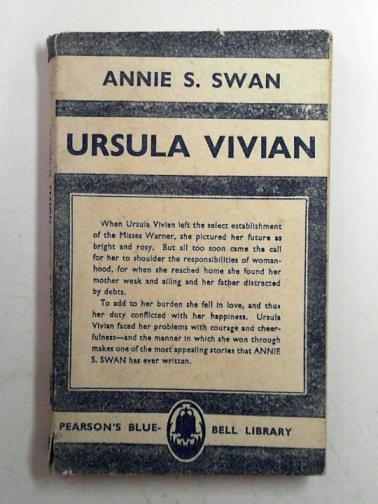 ANNIE S. SWAN
URSULA VIVIAN
When Ursula Vivian left the select establishment
of the Misses Warner, she pictured her future as
bright and rosy. But all too soon came the call
for her to shoulder the responsibilities of woman-
hood, for when she reached home she found her
mother weak and ailing and her father distracted
by debts.
To add to her burden she fell in love, and thus
her duty conflicted with her happiness. Ursula
Vivian faced her problems with courage and cheer-
fulness—and the manner in which she won through
makes one of the most appealing stories that ANNIE
S. SWAN has ever written.
PEARSON'S BLUE-BELL LIBRARY